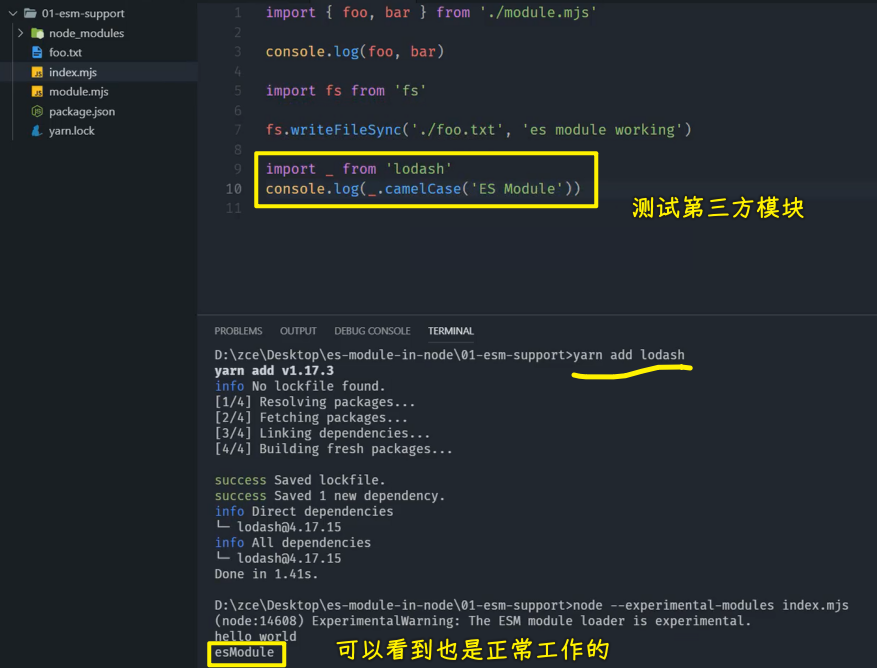 01-esm-support
node_modules
foo.txt
index.mjs
module.mjs
package.json
yarn.lock
1 import { foo, bar } from './module.mjs'
2
3 console.log(foo, bar)
4
5 import fs from 'fs'
6
7 fs.writeFileSync('./foo.txt', 'es module working')
8
9 import _ from 'lodash'
10 console.log(_.camelCase('ES Module'))
11
测试第三方模块
PROBLEMS OUTPUT DEBUG CONSOLE TERMINAL
D:\zce\Desktop\es-module-in-node\01-esm-support>yarn add lodash
yarn add v1.17.3
info No lockfile found.
[1/4] Resolving packages...
[2/4] Fetching packages...
[3/4] Linking dependencies...
[4/4] Building fresh packages...
success Saved lockfile.
success Saved 1 new dependency.
info Direct dependencies
└─ lodash@4.17.15
info All dependencies
└─ lodash@4.17.15
Done in 1.41s.
D:\zce\Desktop\es-module-in-node\01-esm-support>node --experimental-modules index.mjs
(node:14608) ExperimentalWarning: The ESM module loader is experimental.
hello world
esModule
可以看到也是正常工作的